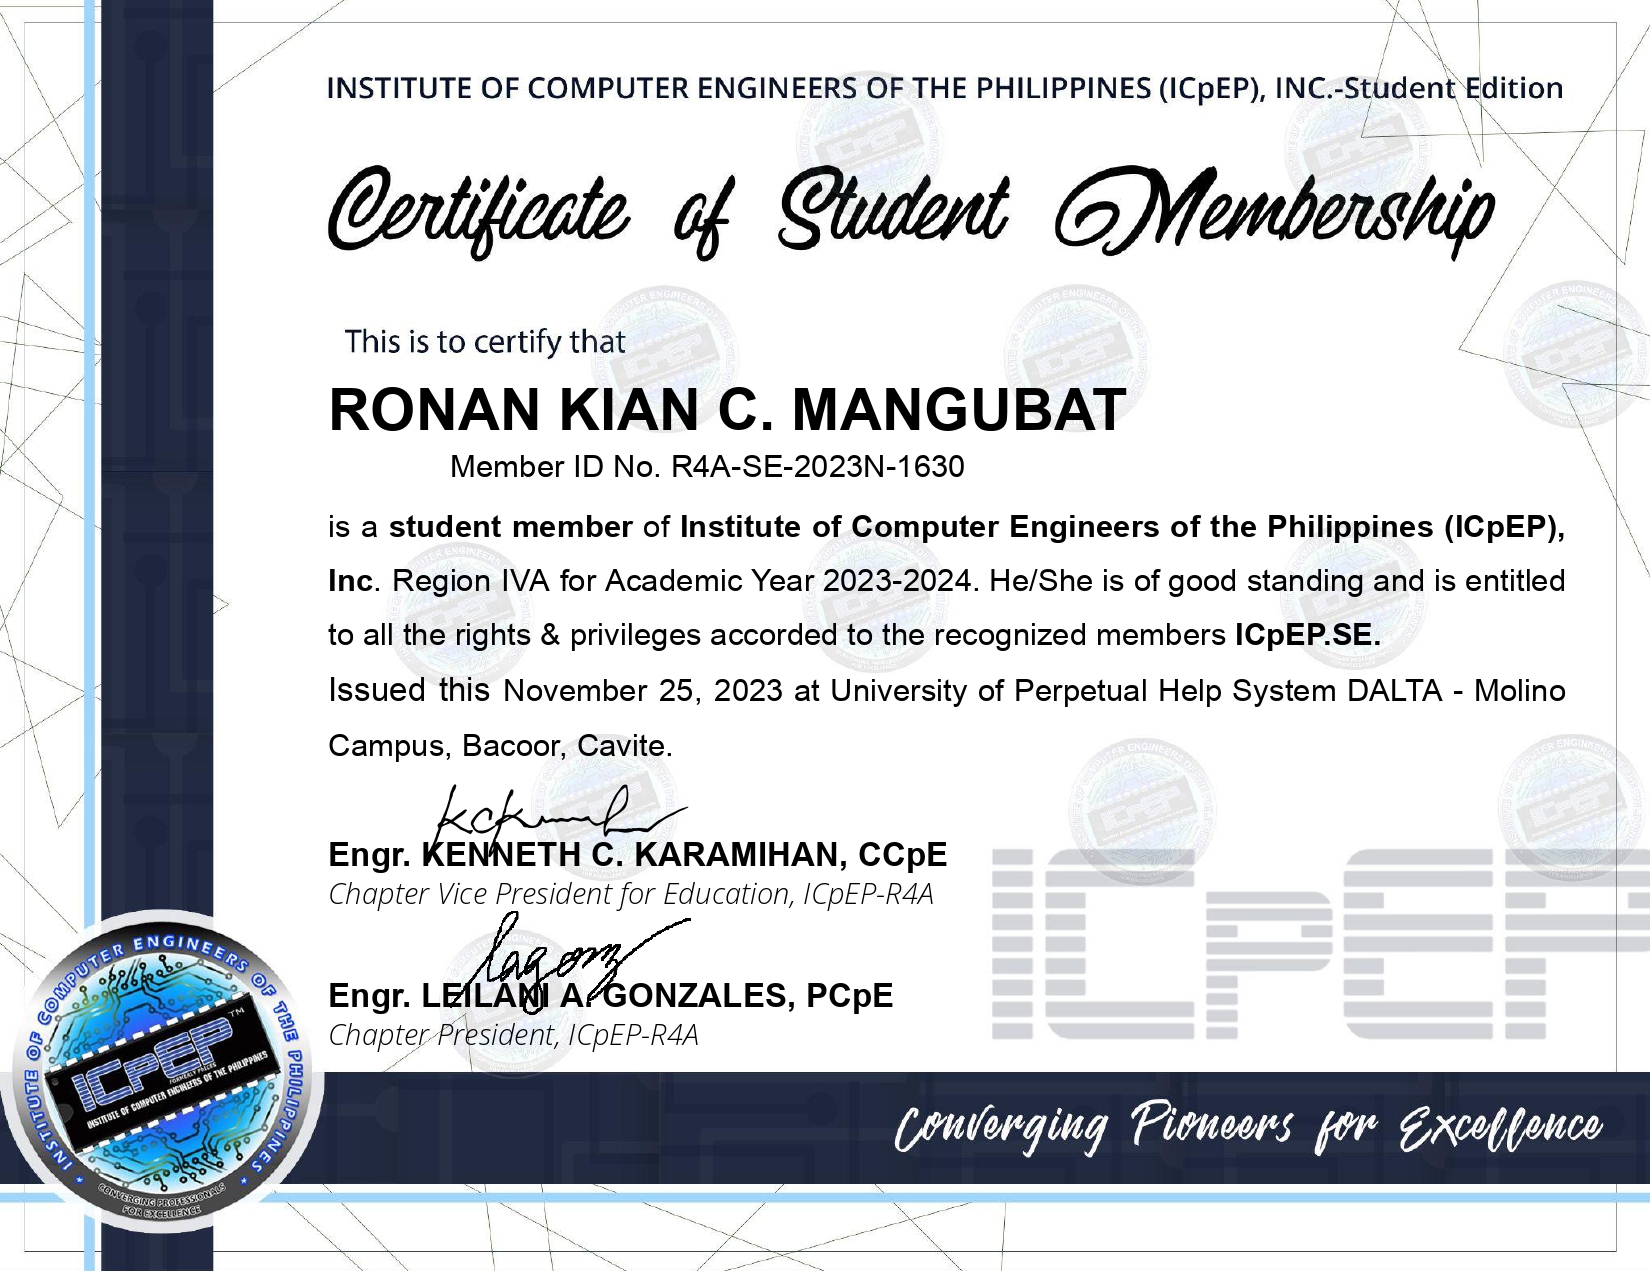 INSTITUTE OF COMPUTER ENGINEERS OF THE PHILIPPINES (ICpEP), INC.-Student Edition
Certificate of Student Membership
This is to certify that
RONAN KIAN C. MANGUBAT
Member ID No. R4A-SE-2023N-1630
is a student member of Institute of Computer Engineers of the Philippines (ICpEP),
Inc. Region IVA for Academic Year 2023-2024. He/She is of good standing and is entitled
to all the rights & privileges accorded to the recognized members ICpEP.SE.
Issued this November 25, 2023 at University of Perpetual Help System DALTA - Molino
Campus, Bacoor, Cavite.
Engr. KENNETH C. KARAMIHAN, CCpE
Chapter Vice President for Education, ICpEP-R4A
Engr. LEILANI A. GONZALES, PCpE
Chapter President, ICpEP-R4A
ICpEP
INSTITUTE OF COMPUTER ENGINEERS OF THE PHILIPPINES
ICpEP™
INSTITUTE OF COMPUTER ENGINEERS OF THE PHILIPPINES
CONVERGING PROFESSIONALS
FOR EXCELLENCE
Converging Pioneers for Excellence